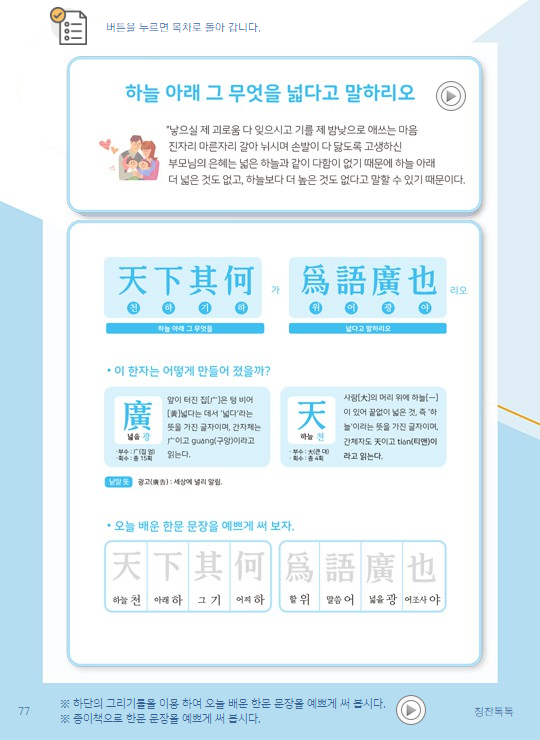 버튼을 누르면 목차로 돌아 갑니다.
하늘 아래 그 무엇을 넓다고 말하리오
"낳으실 제 괴로움 다 잊으시고 기를 제 밤낮으로 애쓰는 마음
진자리 마른자리 갈아 뉘시며 손발이 다 닳도록 고생하신
부모님의 은혜는 넓은 하늘과 같이 다함이 없기 때문에 하늘 아래
더 넓은 것도 없고, 하늘보다 더 높은 것도 없다고 말할 수 있기 때문이다.
天下其何 가 爲語廣也 리오
천 하 기 하 위 어 광 야
하늘 아래 그 무엇을 넓다고 말하리오
• 이 한자는 어떻게 만들어 졌을까?
廣
넓을 광
· 부수 : 广(집 엄)
· 획수 : 총 15획
앞이 터진 집[广]은 텅 비어
[黃]넓다는 데서 '넓다'라는
뜻을 가진 글자이며, 간자체는
广이고 guang(구앙)이라고
읽는다.
天
하늘 천
· 부수 : 大(큰 대)
· 획수 : 총 4획
사람[大]의 머리 위에 하늘[一]
이 있어 끝없이 넓은 것, 즉 '하
늘'이라는 뜻을 가진 글자이며,
간체자도 天이고 tian(티앤)이
라고 읽는다.
낱말 뜻 광고(廣告) : 세상에 널리 알림.
• 오늘 배운 한문 문장을 예쁘게 써 보자.
天 下 其 何 爲 語 廣 也
하늘 천 아래 하 그 기 어찌 하 할 위 말씀 어 넓을 광 어조사 야
77
※ 하단의 그리기툴을 이용 하여 오늘 배운 한문 문장을 예쁘게 써 봅시다.
※ 종이책으로 한문 문장을 예쁘게 써 봅시다.
칭찬톡톡